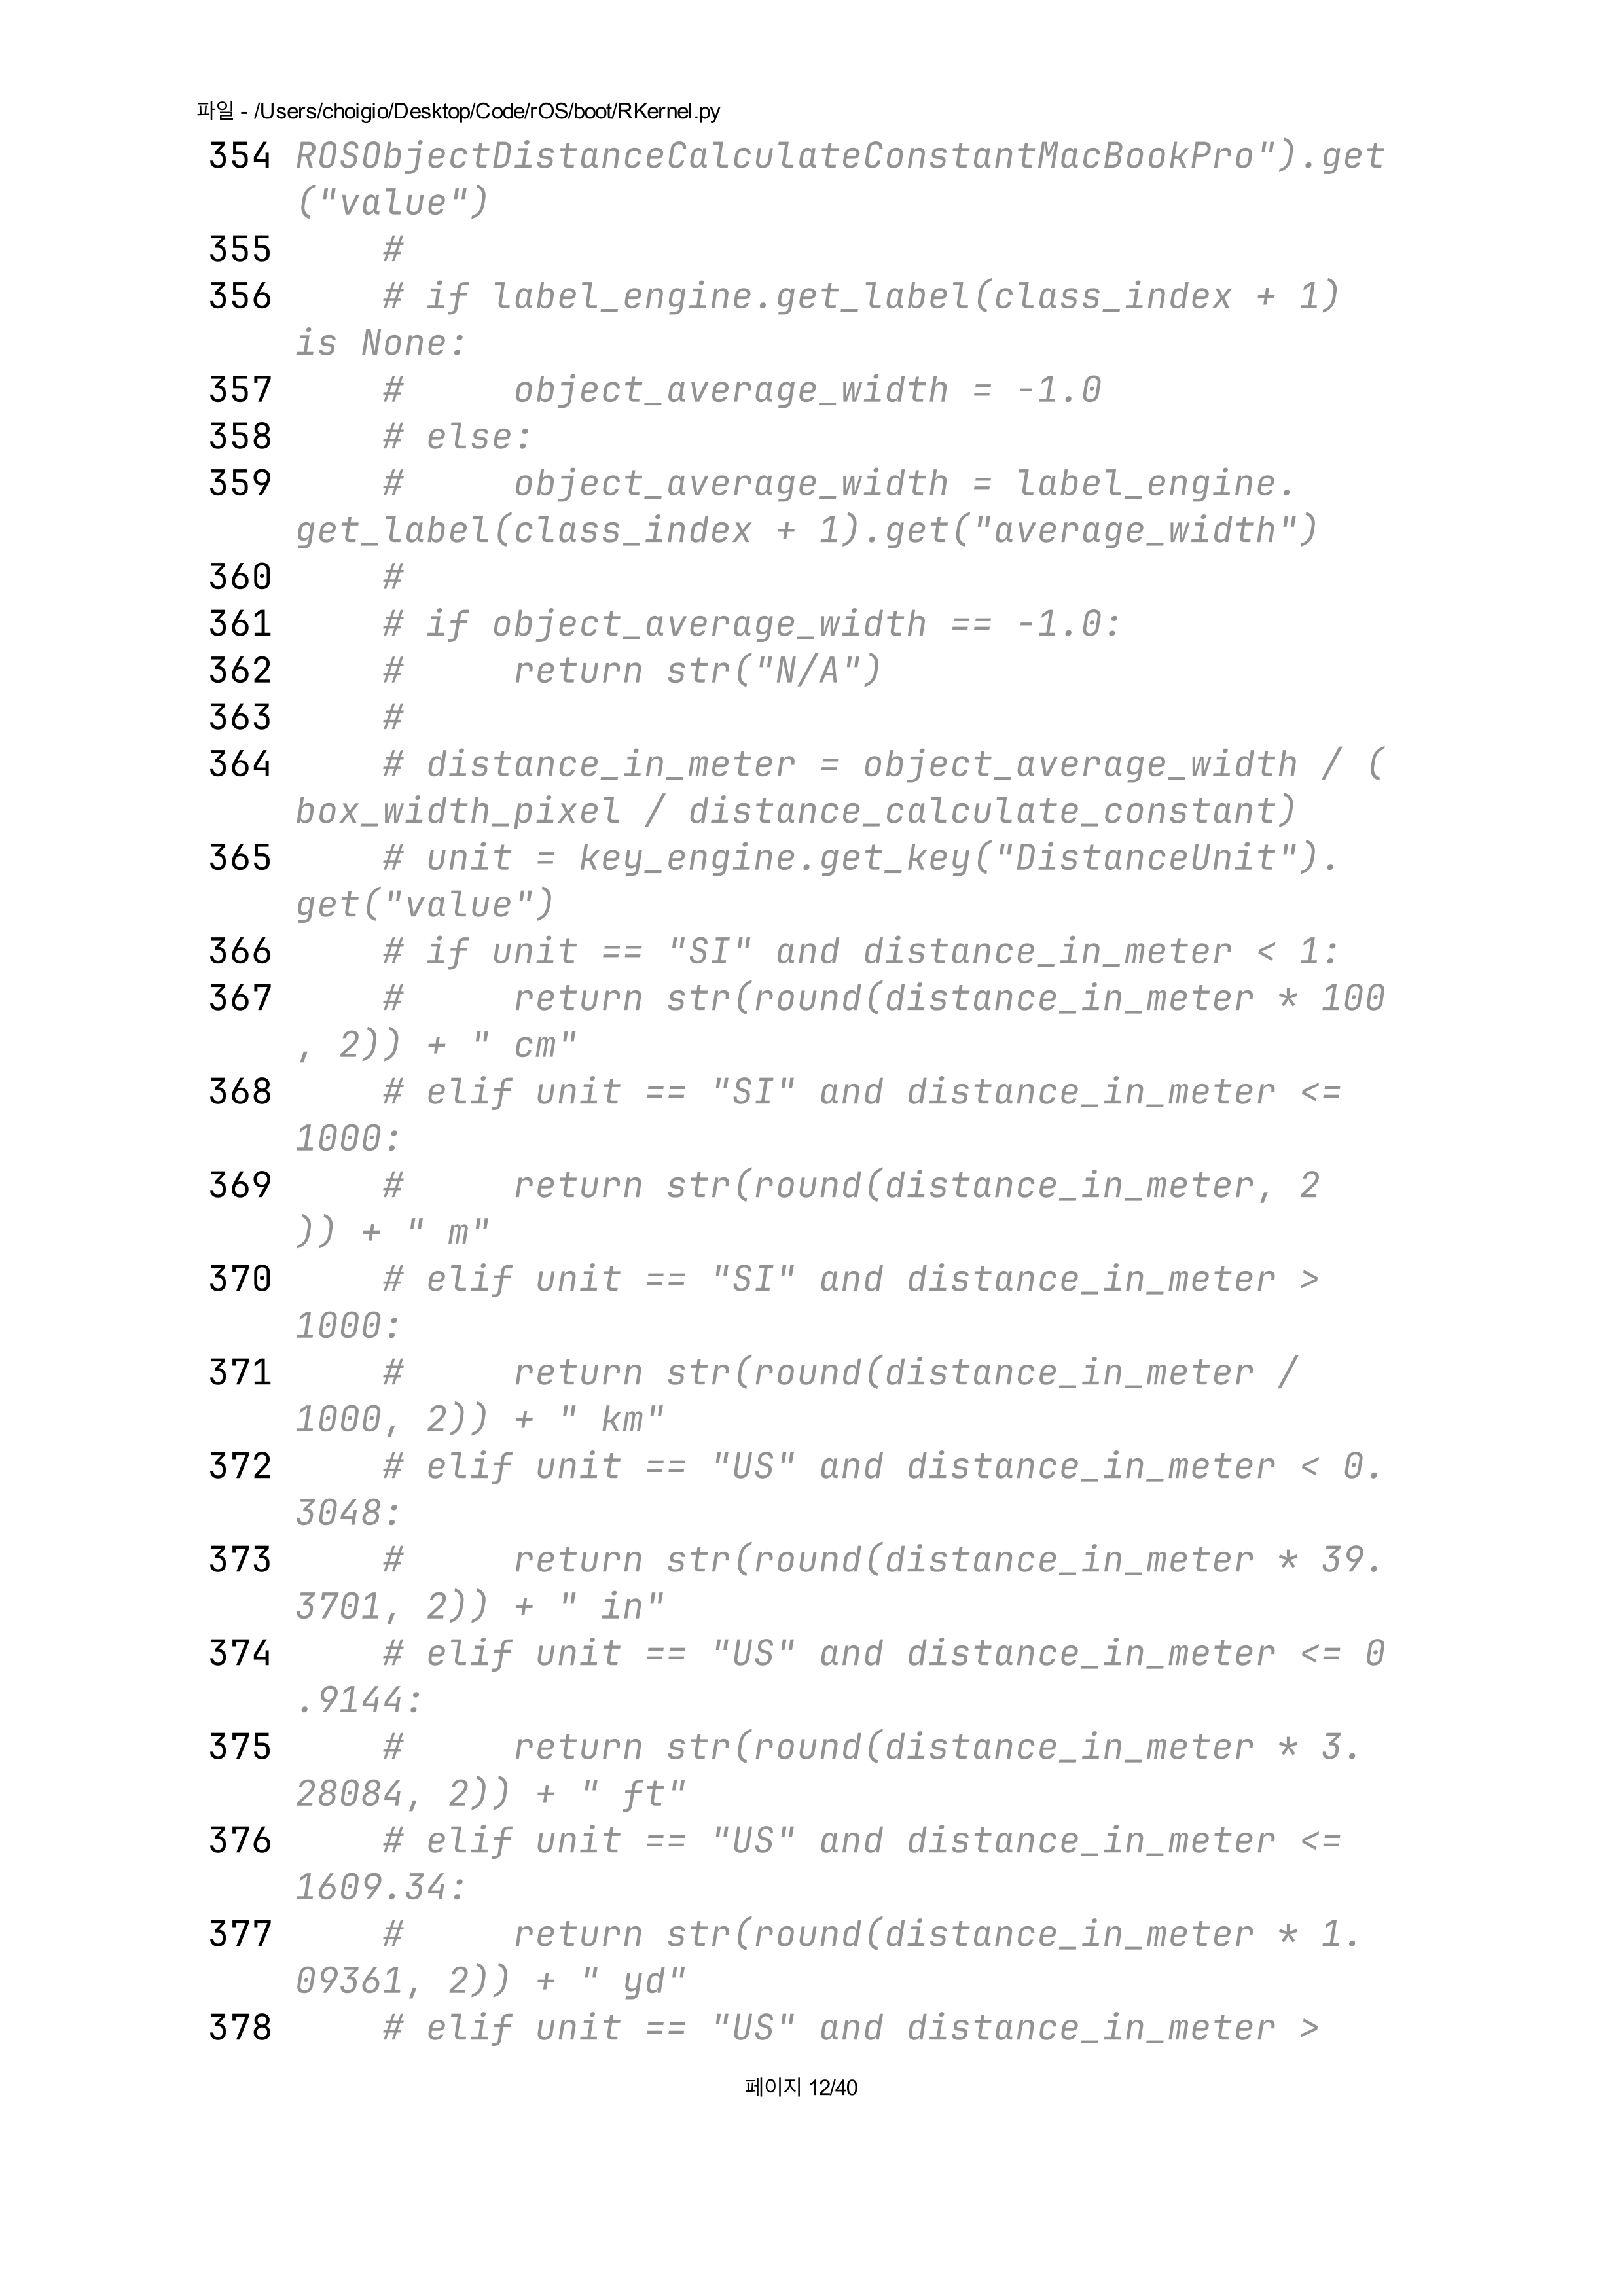 파일 - /Users/choigio/Desktop/Code/rOS/boot/RKernel.py
354 ROSObjectDistanceCalculateConstantMacBookPro").get
("value")
355     #
356     # if label_engine.get_label(class_index + 1)
is None:
357     #     object_average_width = -1.0
358     # else:
359     #     object_average_width = label_engine.
get_label(class_index + 1).get("average_width")
360     #
361     # if object_average_width == -1.0:
362     #     return str("N/A")
363     #
364     # distance_in_meter = object_average_width / (
box_width_pixel / distance_calculate_constant)
365     # unit = key_engine.get_key("DistanceUnit").
get("value")
366     # if unit == "SI" and distance_in_meter < 1:
367     #     return str(round(distance_in_meter * 100
, 2)) + " cm"
368     # elif unit == "SI" and distance_in_meter <=
1000:
369     #     return str(round(distance_in_meter, 2
)) + " m"
370     # elif unit == "SI" and distance_in_meter >
1000:
371     #     return str(round(distance_in_meter /
1000, 2)) + " km"
372     # elif unit == "US" and distance_in_meter < 0.
3048:
373     #     return str(round(distance_in_meter * 39.
3701, 2)) + " in"
374     # elif unit == "US" and distance_in_meter <= 0
.9144:
375     #     return str(round(distance_in_meter * 3.
28084, 2)) + " ft"
376     # elif unit == "US" and distance_in_meter <=
1609.34:
377     #     return str(round(distance_in_meter * 1.
09361, 2)) + " yd"
378     # elif unit == "US" and distance_in_meter >
페이지 12/40